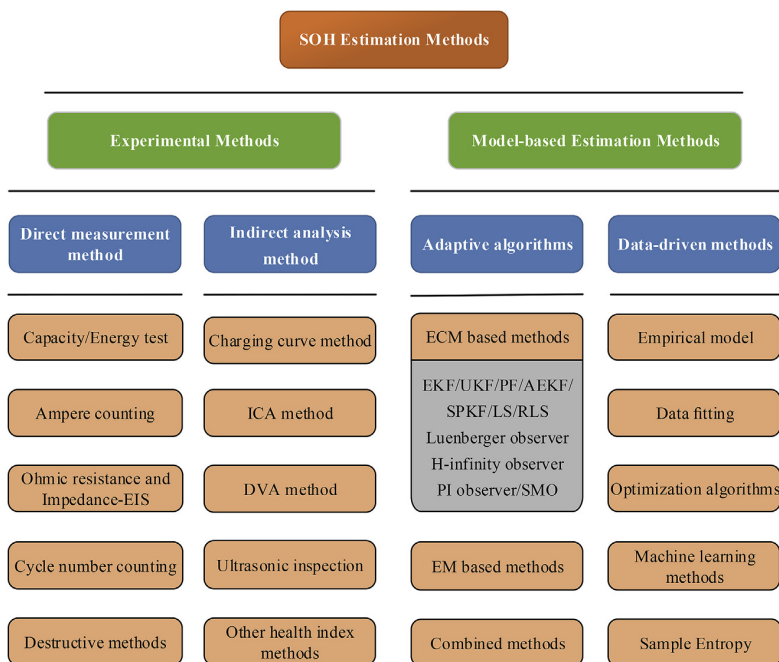 SOH Estimation Methods
Experimental Methods
Model-based Estimation Methods
Direct measurement
method
Indirect analysis
method
Adaptive algorithms
Data-driven methods
Capacity/Energy test
Ampere counting
Ohmic resistance and
Impedance-EIS
Cycle number counting
Destructive methods
Charging curve method
ICA method
DVA method
Ultrasonic inspection
Other health index
methods
ECM based methods
EKF/UKF/PF/AEKF/
SPKF/LS/RLS
Luenberger observer
H-infinity observer
PI observer/SMO
EM based methods
Combined methods
Empirical model
Data fitting
Optimization algorithms
Machine learning
methods
Sample Entropy